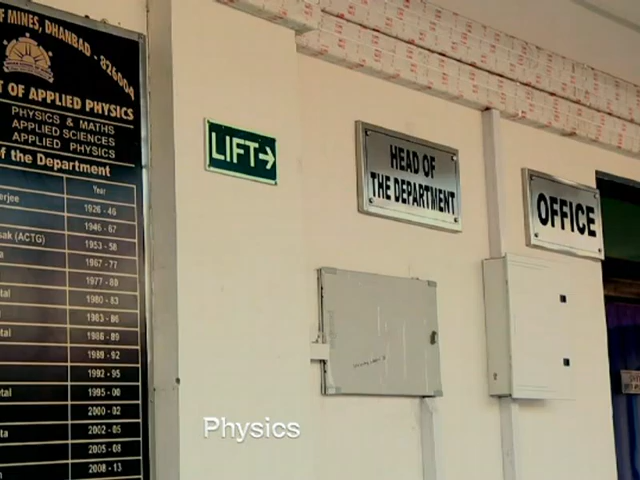 F MINES, DHANBAD - 826004
T OF APPLIED PHYSICS
PHYSICS & MATHS
APPLIED SCIENCES
APPLIED PHYSICS
of the Department
Year
erjee 1926 - 46
1946 - 67
sak (ACTG) 1953 - 58
a 1967 - 77
1977 - 80
tal 1980 - 83
1983 - 86
tal 1986 - 89
1989 - 92
1992 - 95
etal 1995 - 00
2000 - 02
ta 2002 - 05
2005 - 08
2008 - 13
LIFT→
HEAD OF
THE DEPARTMENT
OFFICE
Physics